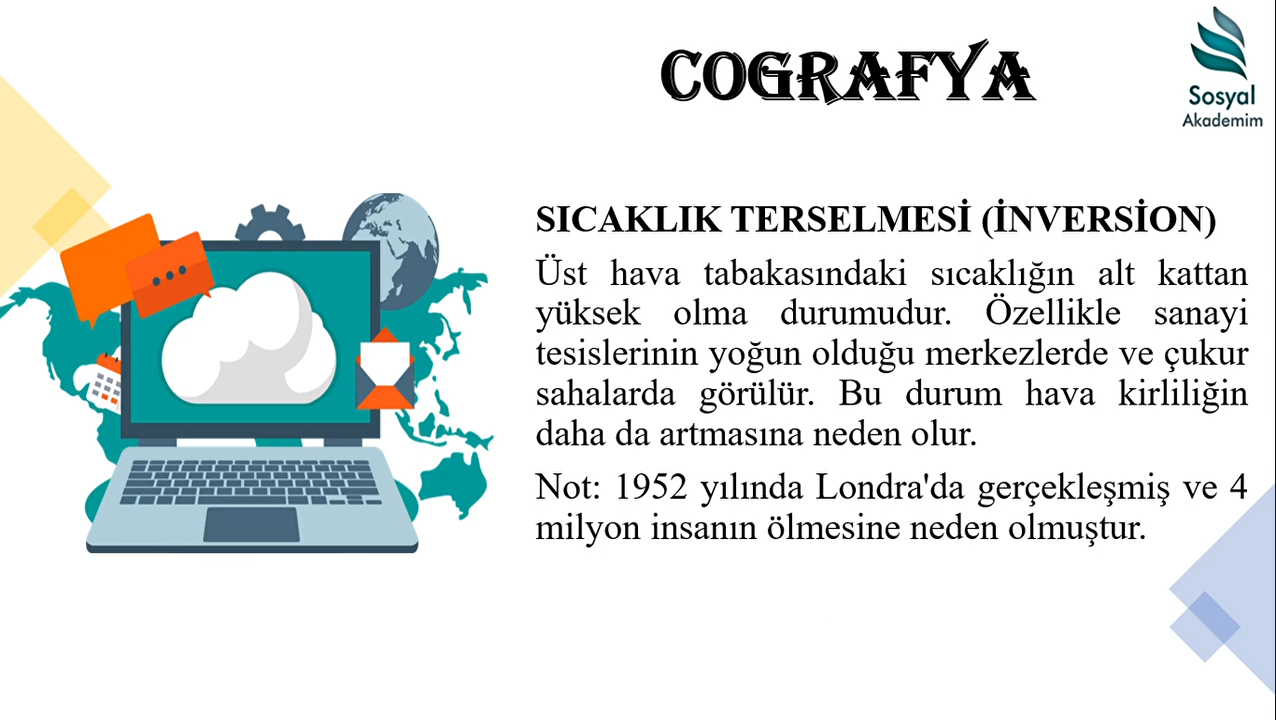 COGRAFYA
Sosyal
Akademim
SICAKLIK TERSELMESİ (İNVERSİON)
Üst hava tabakasındaki sıcaklığın alt kattan
yüksek olma durumudur. Özellikle sanayi
tesislerinin yoğun olduğu merkezlerde ve çukur
sahalarda görülür. Bu durum hava kirliliğin
daha da artmasına neden olur.
Not: 1952 yılında Londra'da gerçekleşmiş ve 4
milyon insanın ölmesine neden olmuştur.